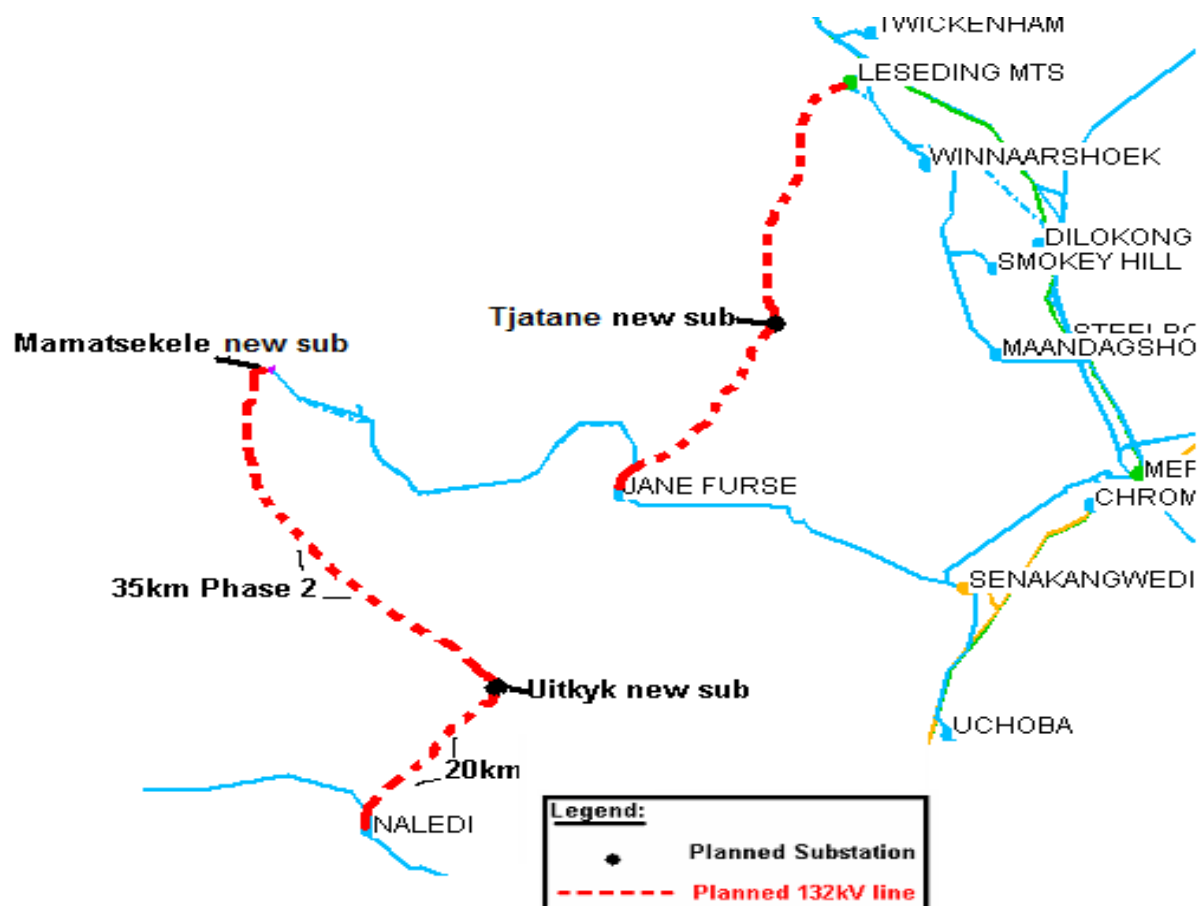 TWICKENHAM
LESEDING MTS
WINNAARSHOEK
DILOKONG
SMOKEY HILL
Tjatane new sub
Mamatsekele new sub
MAANDAGSHO
JANE FURSE
MER
CHROM
35km Phase 2
SENAKANGWEDI
Uitkyk new sub
UCHOBA
20km
NALEDI
Legend:
Planned Substation
Planned 132kV line